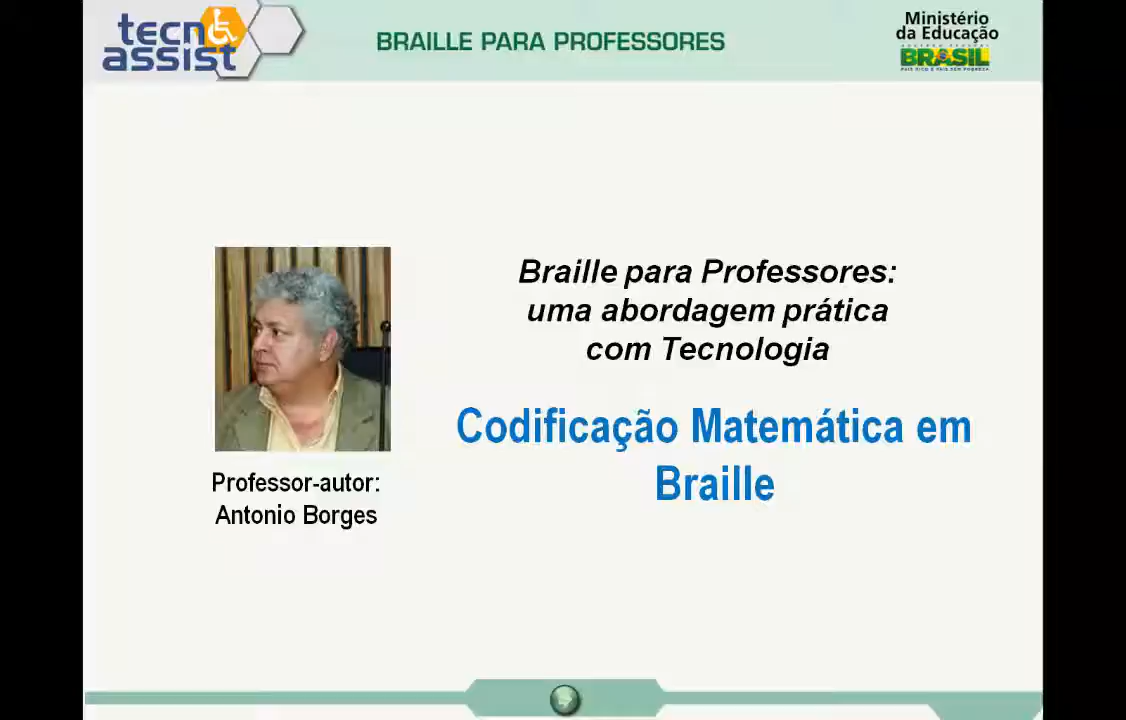 tecn
assist
BRAILLE PARA PROFESSORES
Ministério
da Educação
BRASIL
Braille para Professores:
uma abordagem prática
com Tecnologia
Codificação Matemática em
Braille
Professor-autor:
Antonio Borges